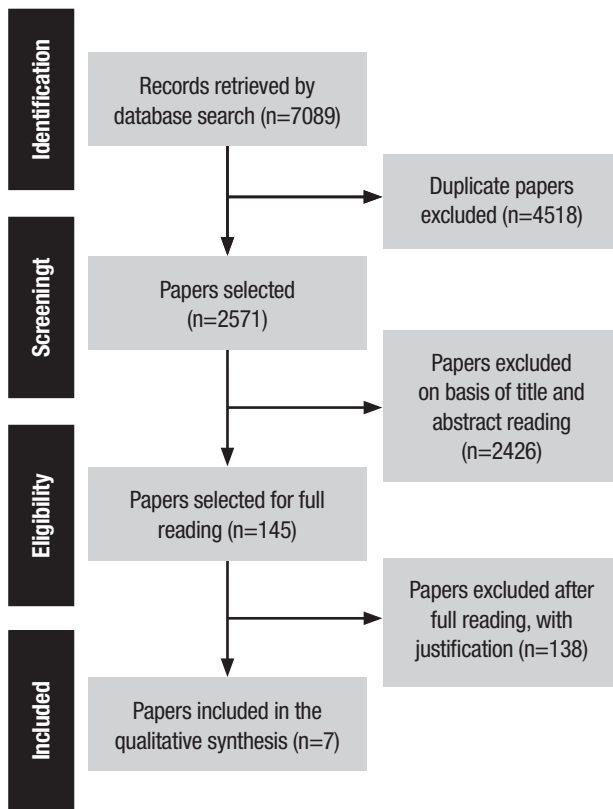 Identification
Records retrieved by
database search (n=7089)
Duplicate papers
excluded (n=4518)
Screeningt
Papers selected
(n=2571)
Papers excluded
on basis of title and
abstract reading
(n=2426)
Eligibility
Papers selected for full
reading (n=145)
Papers excluded after
full reading, with
justification (n=138)
Included
Papers included in the
qualitative synthesis (n=7)